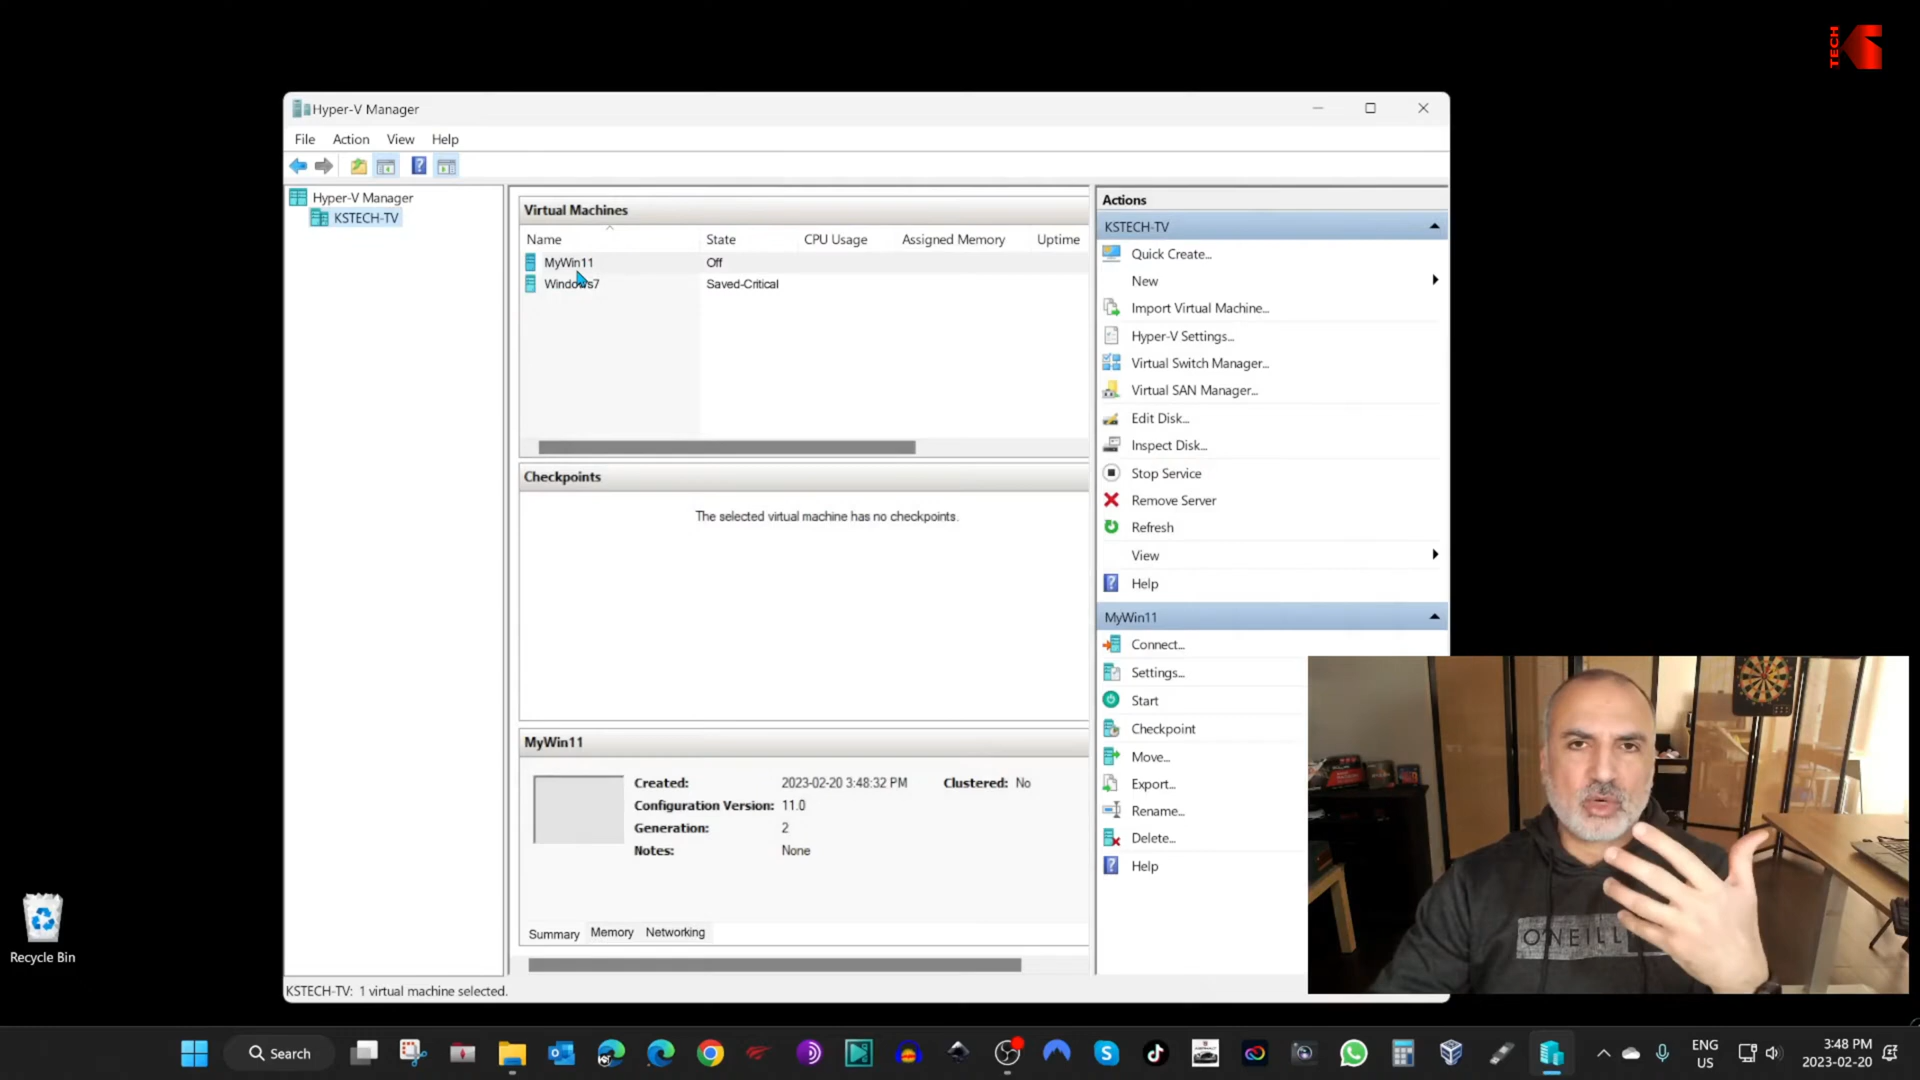 TECH
Hyper-V Manager
File Action View Help
Hyper-V Manager
KSTECH-TV
Virtual Machines
Name State CPU Usage Assigned Memory Uptime
MyWin11 Off
Windows7 Saved-Critical
Checkpoints
The selected virtual machine has no checkpoints.
MyWin11
Created: 2023-02-20 3:48:32 PM Clustered: No
Configuration Version: 11.0
Generation: 2
Notes: None
Summary Memory Networking
KSTECH-TV: 1 virtual machine selected.
Actions
KSTECH-TV
Quick Create...
New
Import Virtual Machine...
Hyper-V Settings...
Virtual Switch Manager...
Virtual SAN Manager...
Edit Disk...
Inspect Disk...
Stop Service
Remove Server
Refresh
View
Help
MyWin11
Connect...
Settings...
Start
Checkpoint
Move...
Export...
Rename...
Delete...
Help
O'NEILL
Recycle Bin
Search
ENG
US
3:48 PM
2023-02-20